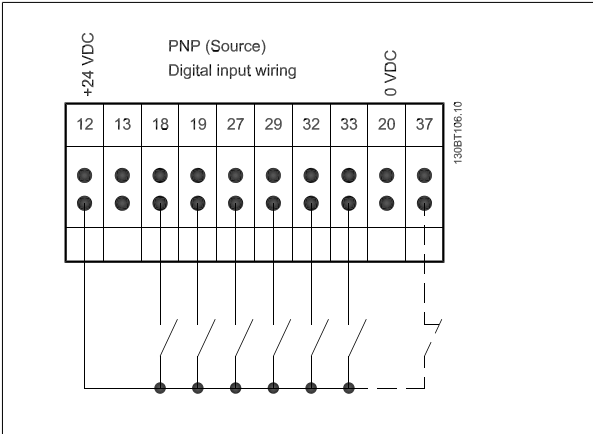 +24 VDC
PNP (Source)
Digital input wiring
0 VDC
12 13 18 19 27 29 32 33 20 37
130BT106.10